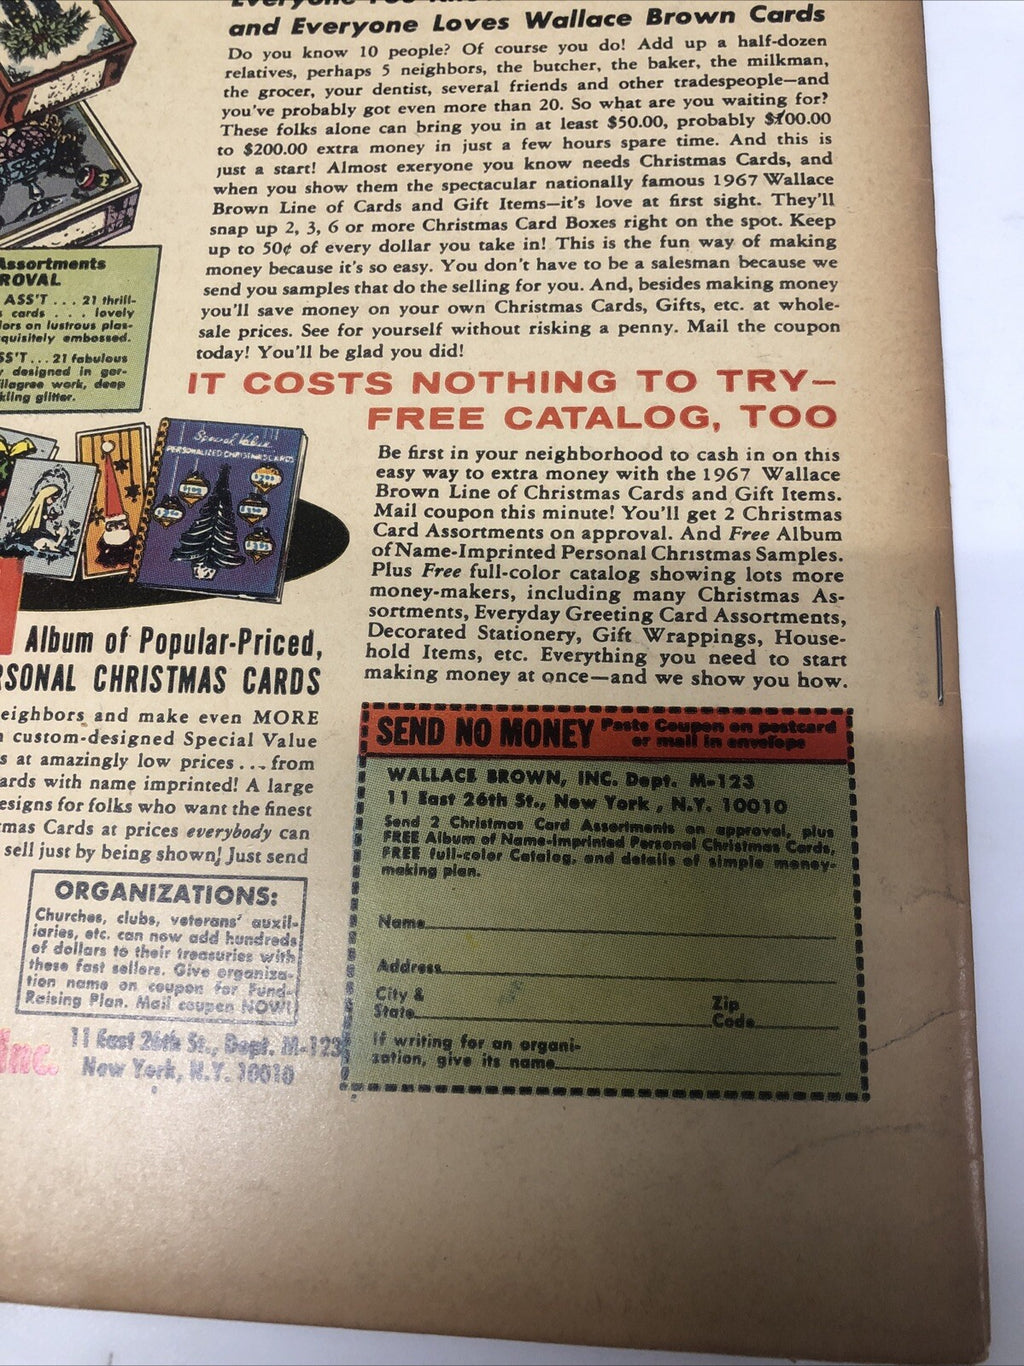 Everyone You Know
and Everyone Loves Wallace Brown Cards
Do you know 10 people? Of course you do! Add up a half-dozen
relatives, perhaps 5 neighbors, the butcher, the baker, the milkman,
the grocer, your dentist, several friends and other tradespeople—and
you've probably got even more than 20. So what are you waiting for?
These folks alone can bring you in at least $50.00, probably $100.00
to $200.00 extra money in just a few hours spare time. And this is
just a start! Almost exeryone you know needs Christmas Cards, and
when you show them the spectacular nationally famous 1967 Wallace
Brown Line of Cards and Gift Items—it's love at first sight. They'll
snap up 2, 3, 6 or more Christmas Card Boxes right on the spot. Keep
up to 50¢ of every dollar you take in! This is the fun way of making
money because it's so easy. You don't have to be a salesman because we
send you samples that do the selling for you. And, besides making money
you'll save money on your own Christmas Cards, Gifts, etc. at whole-
sale prices. See for yourself without risking a penny. Mail the coupon
today! You'll be glad you did!
Assortments
ROVAL
ASS'T . . . 21 thrill-
s cards . . . lovely
lors on lustrous plas-
quisitely embossed.
SS'T . . . 21 fabulous
y designed in gor-
filagree work, deep
kling glitter.
IT COSTS NOTHING TO TRY—
FREE CATALOG, TOO
Special Value
PERSONALIZED CHRISTMAS CARDS
Be first in your neighborhood to cash in on this
easy way to extra money with the 1967 Wallace
Brown Line of Christmas Cards and Gift Items.
Mail coupon this minute! You'll get 2 Christmas
Card Assortments on approval. And Free Album
of Name-Imprinted Personal Christmas Samples.
Plus Free full-color catalog showing lots more
money-makers, including many Christmas As-
sortments, Everyday Greeting Card Assortments,
Decorated Stationery, Gift Wrappings, House-
hold Items, etc. Everything you need to start
making money at once—and we show you how.
Album of Popular-Priced,
RSONAL CHRISTMAS CARDS
eighbors and make even MORE
custom-designed Special Value
s at amazingly low prices . . . from
ards with name imprinted! A large
esigns for folks who want the finest
mas Cards at prices everybody can
sell just by being shown! Just send
ORGANIZATIONS:
Churches, clubs, veterans' auxil-
iaries, etc. can now add hundreds
of dollars to their treasuries with
these fast sellers. Give organiza-
tion name on coupon for Fund-
Raising Plan. Mail coupon NOW!
Inc. 11 East 26th St., Dept. M-123
New York, N.Y. 10010
SEND NO MONEY Paste Coupon on postcard
or mail in envelope
WALLACE BROWN, INC. Dept. M-123
11 East 26th St., New York, N.Y. 10010
Send 2 Christmas Card Assortments on approval, plus
FREE Album of Name-Imprinted Personal Christmas Cards,
FREE full-color Catalog, and details of simple money-
making plan.
Name
Address
City &
State Zip
Code
If writing for an organi-
zation, give its name